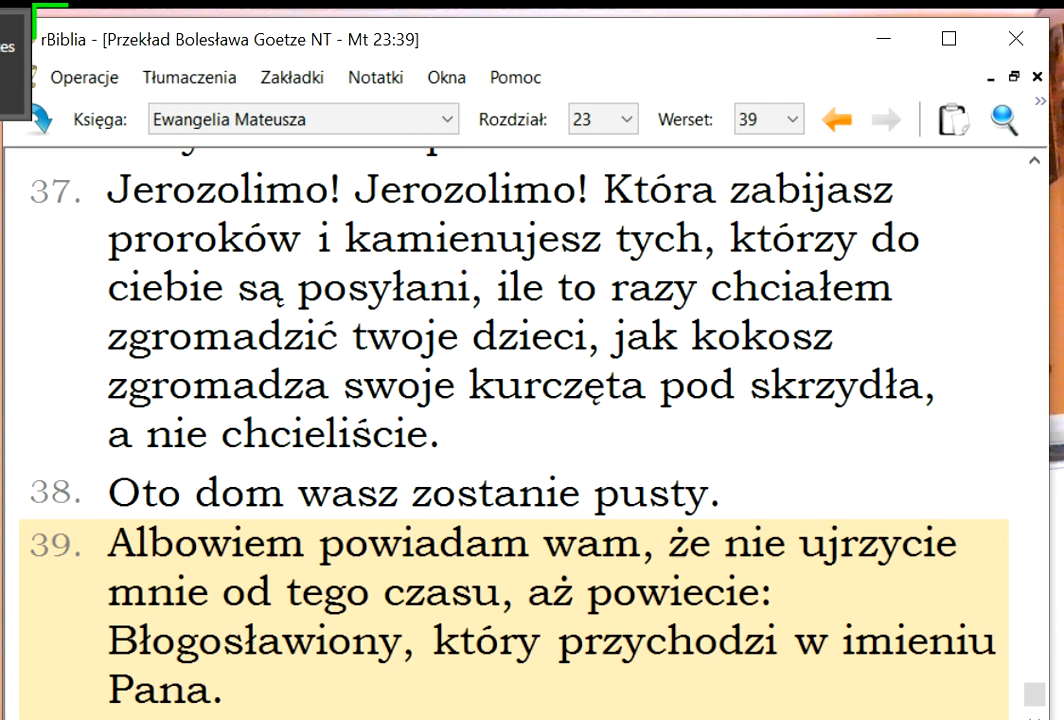 es
rBiblia - [Przekład Bolesława Goetze NT - Mt 23:39]
Operacje Tłumaczenia Zakładki Notatki Okna Pomoc
Księga: Ewangelia Mateusza Rozdział: 23 Werset: 39
37. Jerozolimo! Jerozolimo! Która zabijasz
proroków i kamienujesz tych, którzy do
ciebie są posyłani, ile to razy chciałem
zgromadzić twoje dzieci, jak kokosz
zgromadza swoje kurczęta pod skrzydła,
a nie chcieliście.
38. Oto dom wasz zostanie pusty.
39. Albowiem powiadam wam, że nie ujrzycie
mnie od tego czasu, aż powiecie:
Błogosławiony, który przychodzi w imieniu
Pana.